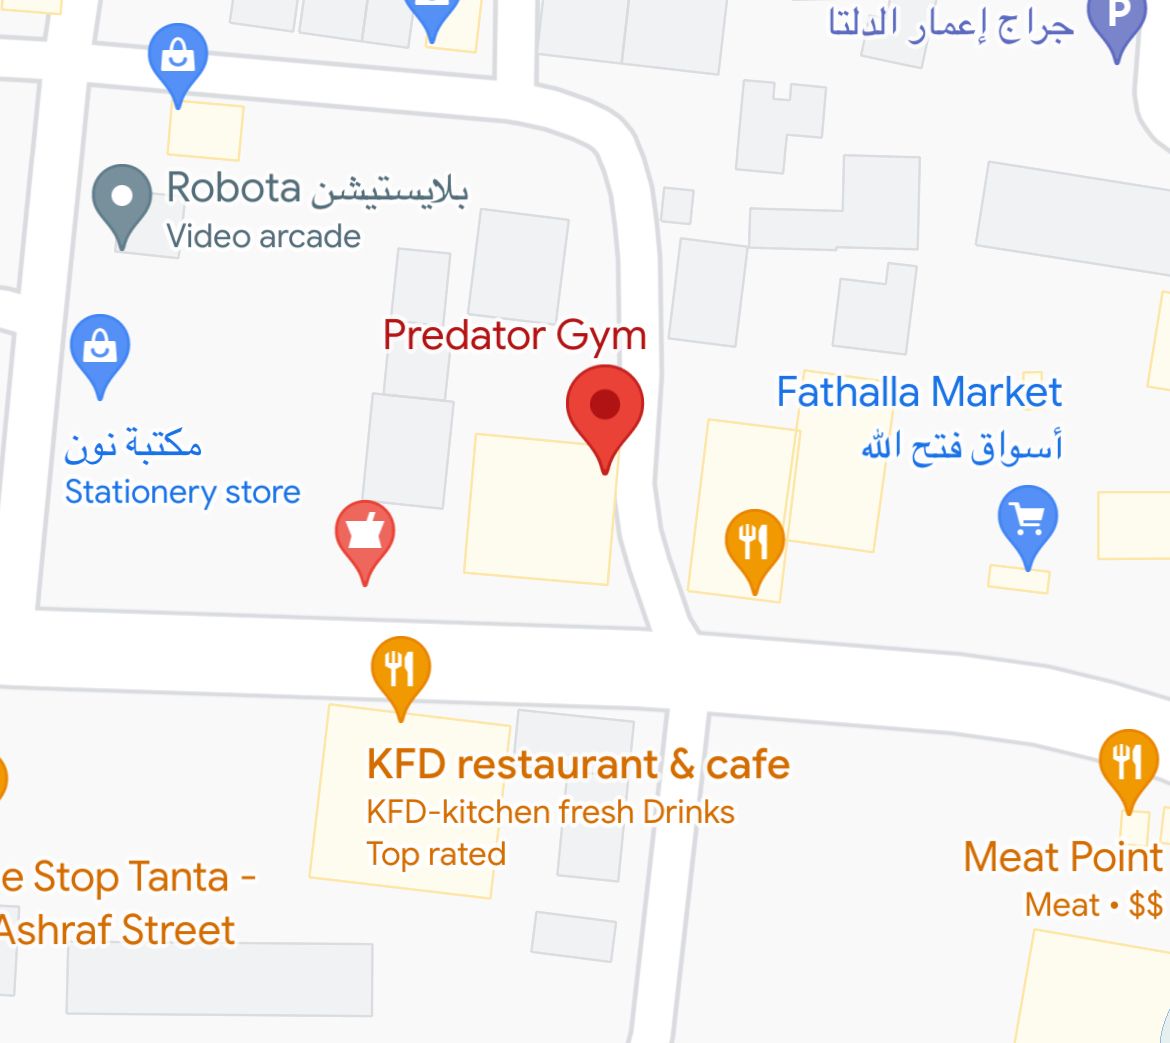 P
جراج إعمار الدلتا
Robota بلايستيشن
Video arcade
Predator Gym
Fathalla Market
أسواق فتح الله
مكتبة نون
Stationery store
KFD restaurant & cafe
KFD-kitchen fresh Drinks
Top rated
e Stop Tanta -
Ashraf Street
Meat Point
Meat • $$